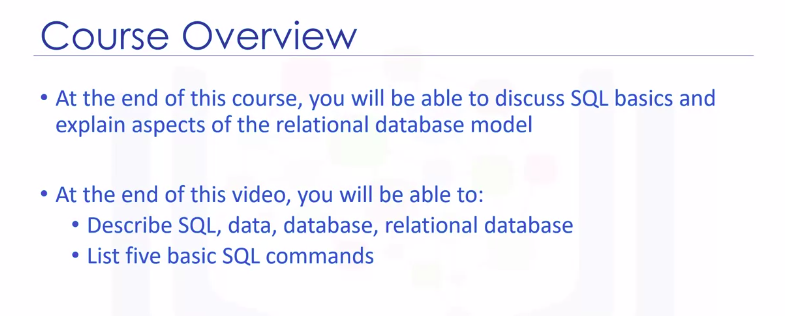 Course Overview
• At the end of this course, you will be able to discuss SQL basics and
explain aspects of the relational database model
• At the end of this video, you will be able to:
• Describe SQL, data, database, relational database
• List five basic SQL commands